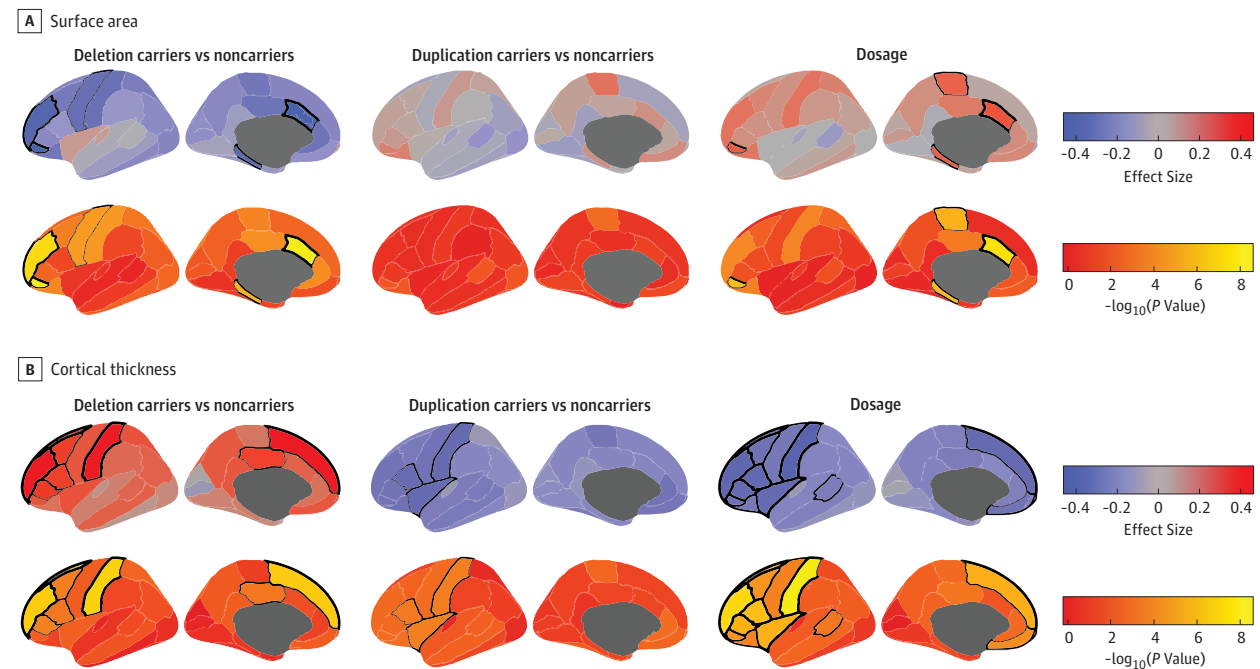 A Surface area
Deletion carriers vs noncarriers
Duplication carriers vs noncarriers
Dosage
-0.4 -0.2 0 0.2 0.4
Effect Size
0 2 4 6 8
-log10(P Value)
B Cortical thickness
Deletion carriers vs noncarriers
Duplication carriers vs noncarriers
Dosage
-0.4 -0.2 0 0.2 0.4
Effect Size
0 2 4 6 8
-log10(P Value)